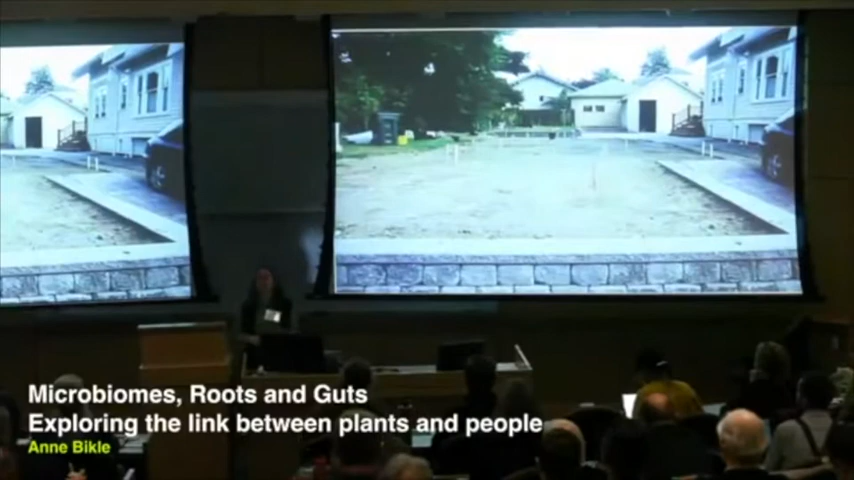 Microbiomes, Roots and Guts
Exploring the link between plants and people
Anne Bikle